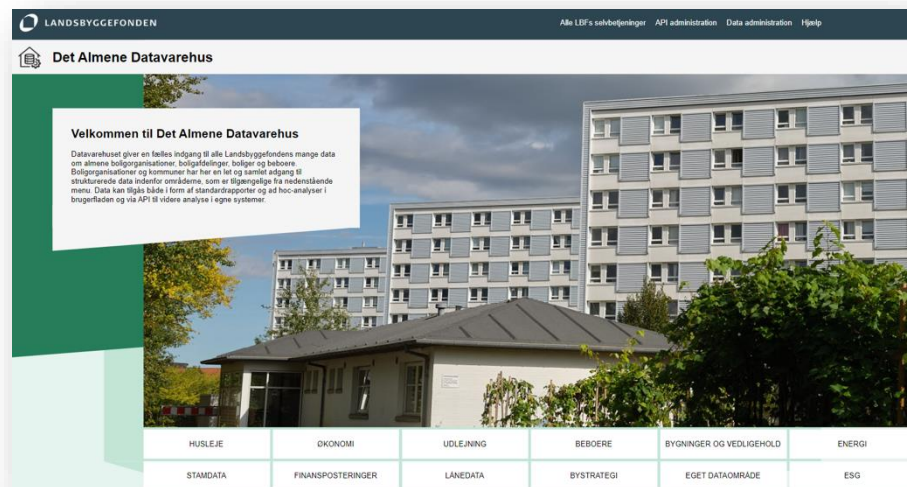 LANDSBYGGEFONDEN
Alle LBFs selvbetjeninger API administration Data administration Hjælp
Det Almene Datavarehus
Velkommen til Det Almene Datavarehus
Datavarehuset giver en fælles indgang til alle Landsbyggefondens mange data
om almene boligorganisationer, boligafdelinger, boliger og beboere.
Boligorganisationer og kommuner har her en let og samlet adgang til
strukturerede data indenfor områderne, som er tilgængelige fra nedenstående
menu. Data kan tilgås både i form af standardrapporter og ad hoc-analyser i
brugerfladen og via API til videre analyse i egne systemer.
HUSLEJE ØKONOMI UDLEJNING BEBOERE BYGNINGER OG VEDLIGEHOLD ENERGI
STAMDATA FINANSPOSTERINGER LÅNEDATA BYSTRATEGI EGET DATAOMRÅDE ESG